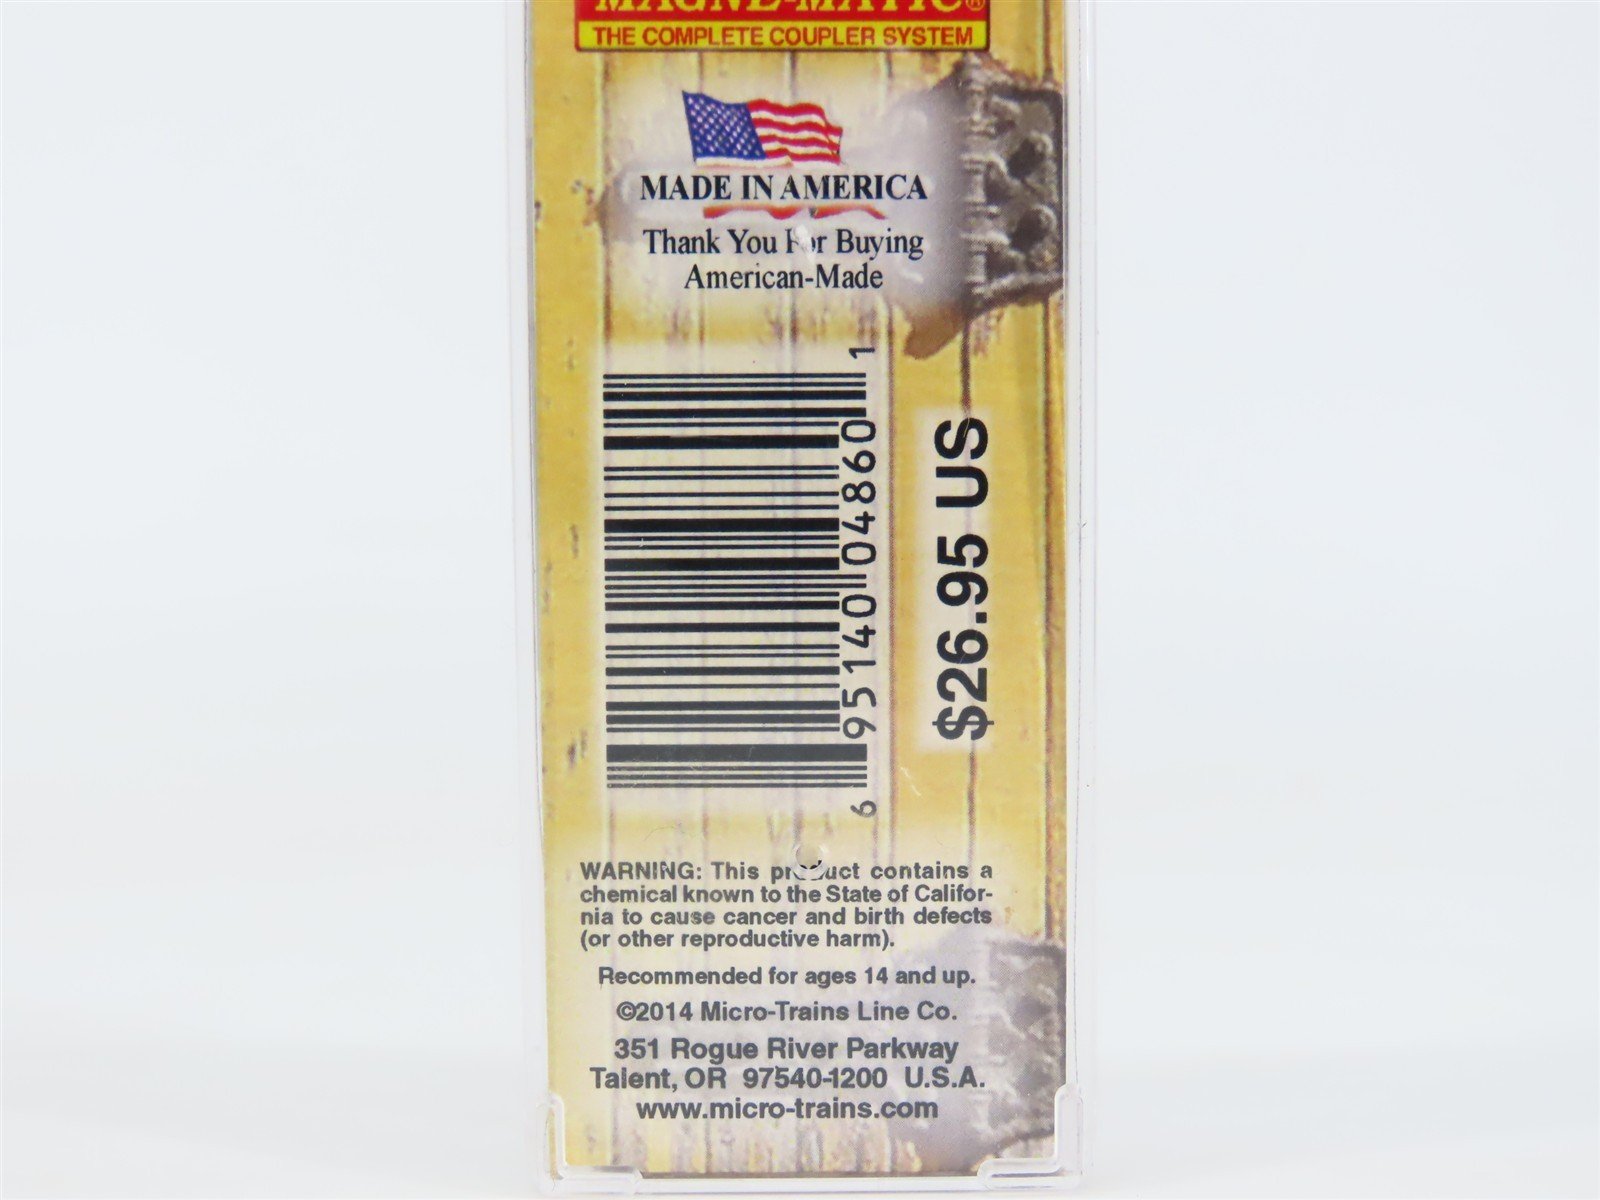 MAGNE-MATIC®
THE COMPLETE COUPLER SYSTEM
MADE IN AMERICA
Thank You For Buying
American-Made
6 95140 04860 1
$26.95 US
WARNING: This product contains a
chemical known to the State of Califor-
nia to cause cancer and birth defects
(or other reproductive harm).
Recommended for ages 14 and up.
©2014 Micro-Trains Line Co.
351 Rogue River Parkway
Talent, OR 97540-1200 U.S.A.
www.micro-trains.com